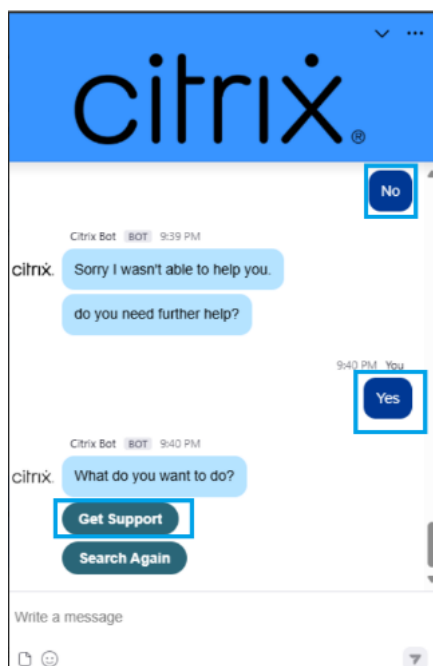 citrix®
No
Citrix Bot BOT 9:39 PM
citrix. Sorry I wasn't able to help you.
do you need further help?
9:40 PM You
Yes
Citrix Bot BOT 9:40 PM
citrix. What do you want to do?
Get Support
Search Again
Write a message